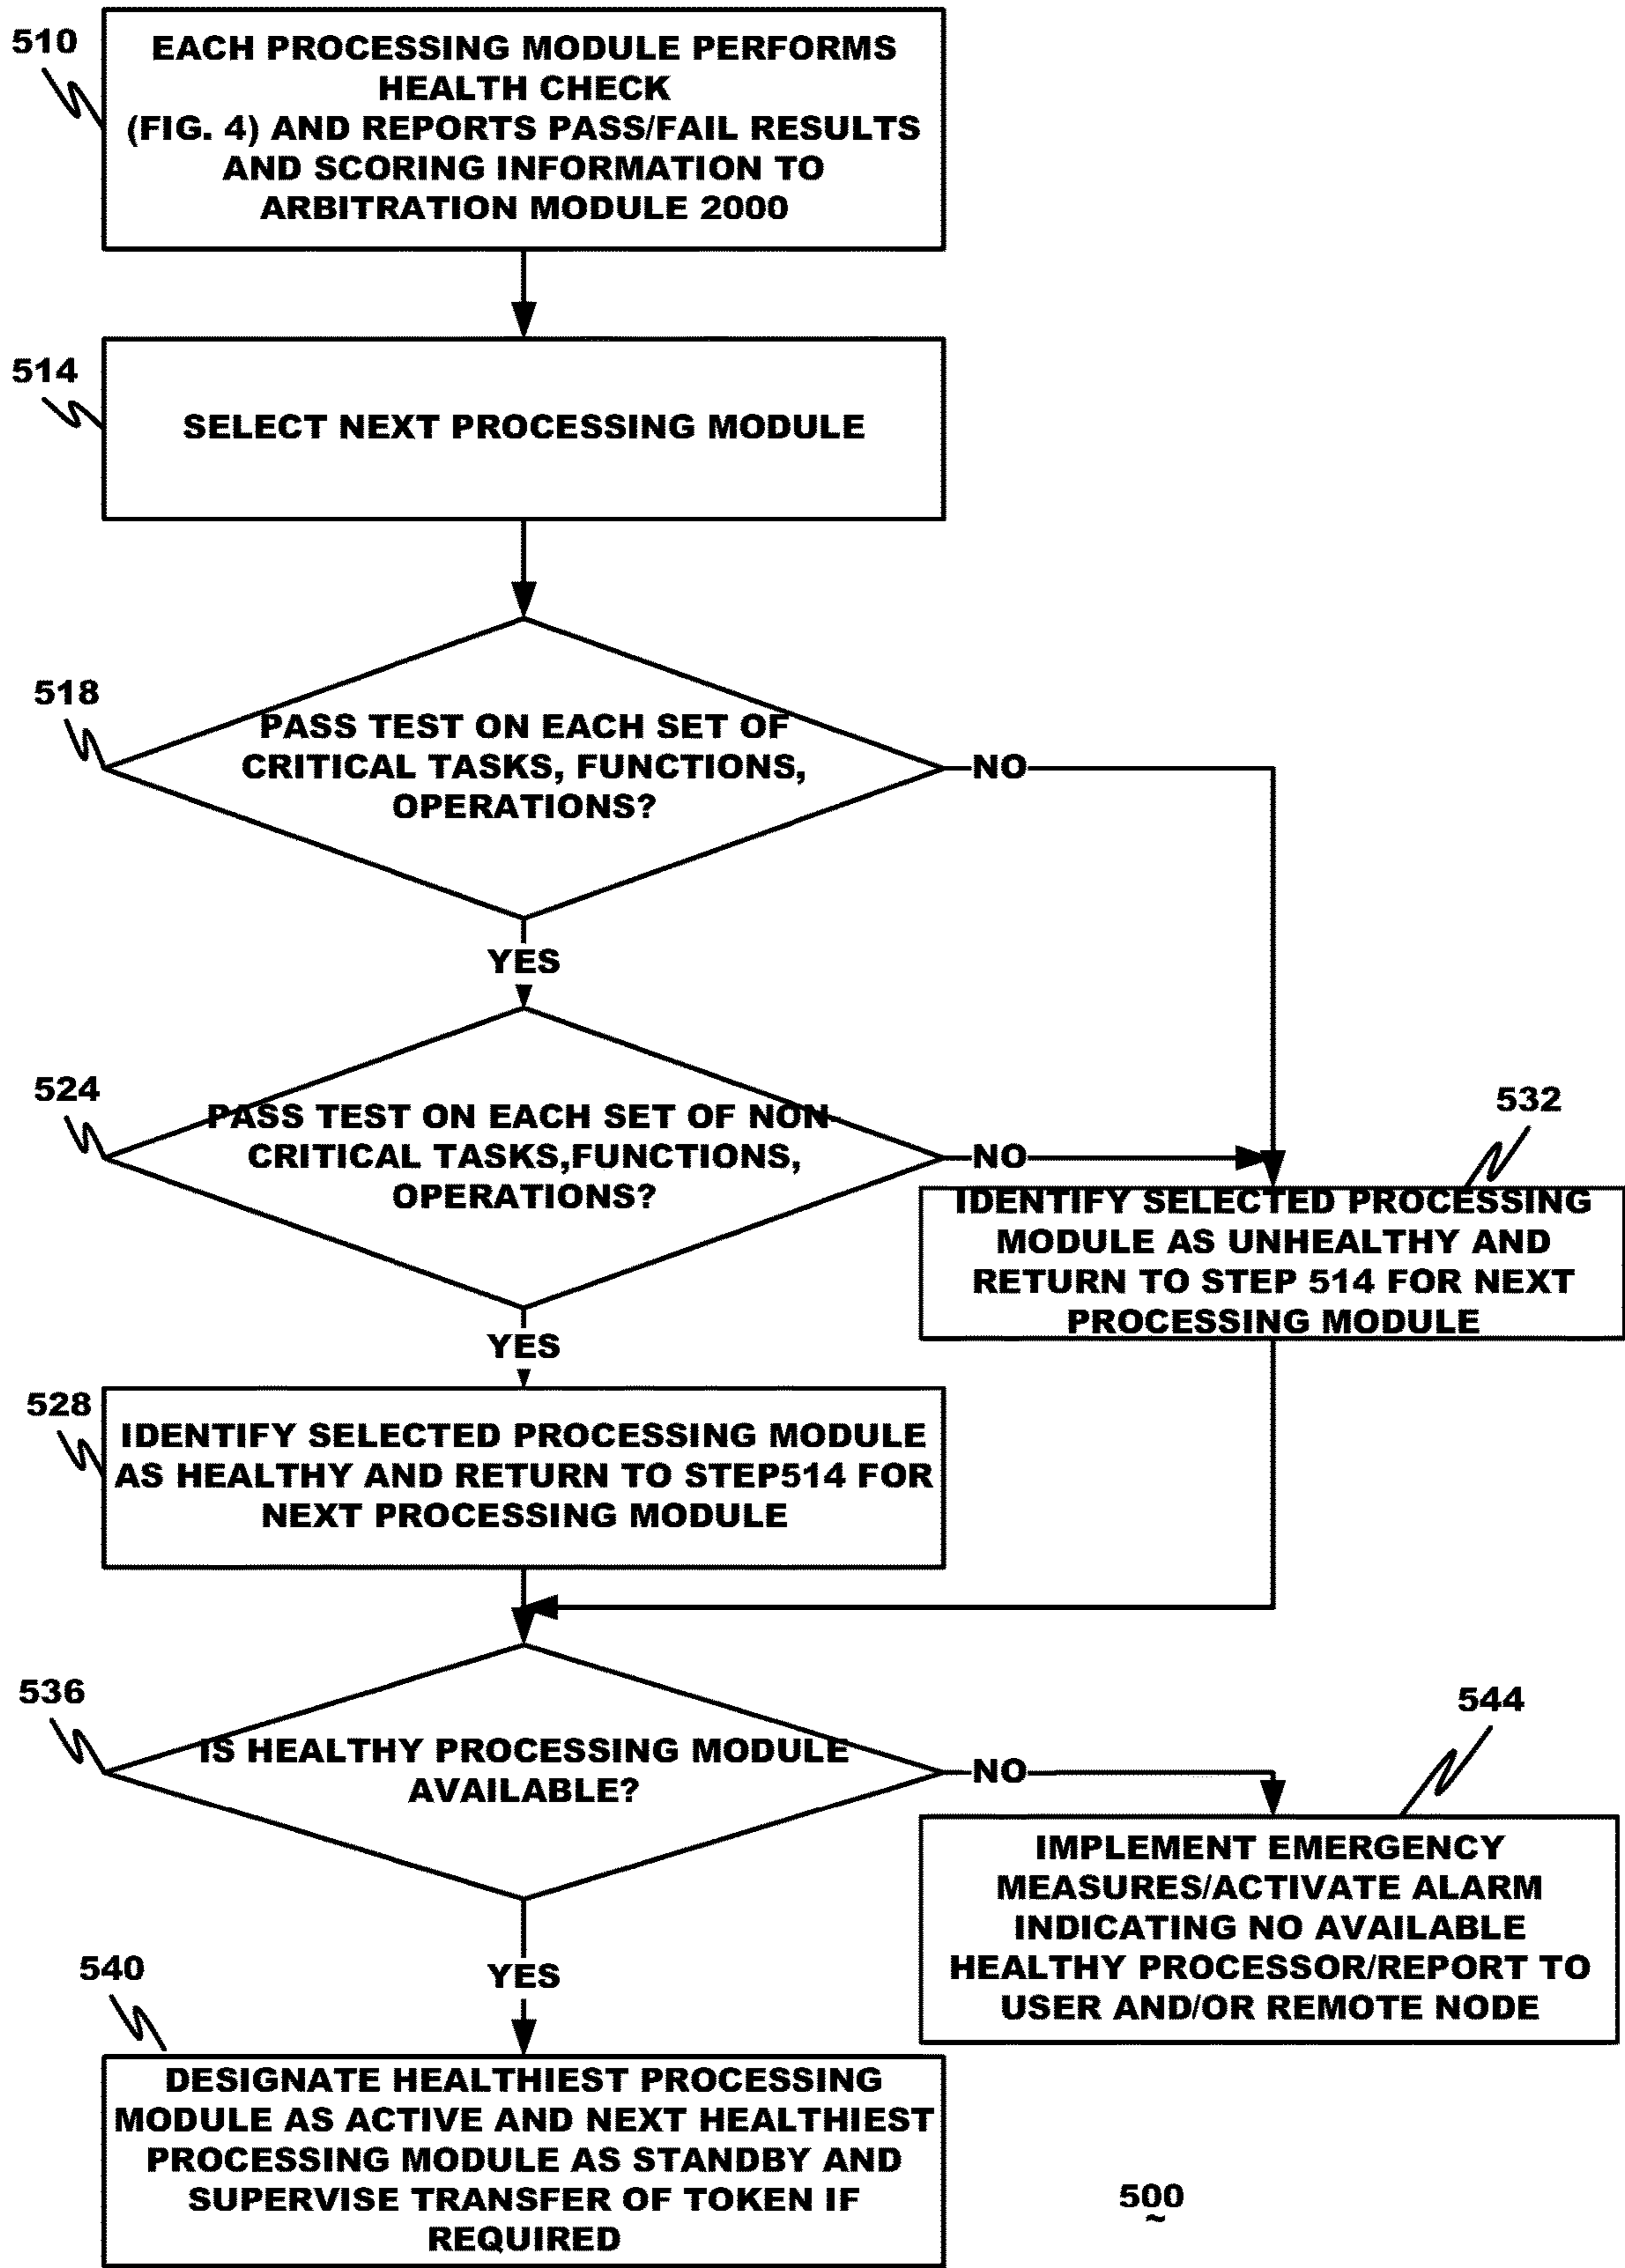 510
EACH PROCESSING MODULE PERFORMS
HEALTH CHECK
(FIG. 4) AND REPORTS PASS/FAIL RESULTS
AND SCORING INFORMATION TO
ARBITRATION MODULE 2000
514
SELECT NEXT PROCESSING MODULE
518
PASS TEST ON EACH SET OF
CRITICAL TASKS, FUNCTIONS,
OPERATIONS?
NO
YES
524
PASS TEST ON EACH SET OF NON
CRITICAL TASKS,FUNCTIONS,
OPERATIONS?
NO
532
IDENTIFY SELECTED PROCESSING
MODULE AS UNHEALTHY AND
RETURN TO STEP 514 FOR NEXT
PROCESSING MODULE
YES
528
IDENTIFY SELECTED PROCESSING MODULE
AS HEALTHY AND RETURN TO STEP514 FOR
NEXT PROCESSING MODULE
536
IS HEALTHY PROCESSING MODULE
AVAILABLE?
NO
544
IMPLEMENT EMERGENCY
MEASURES/ACTIVATE ALARM
INDICATING NO AVAILABLE
HEALTHY PROCESSOR/REPORT TO
USER AND/OR REMOTE NODE
YES
540
DESIGNATE HEALTHIEST PROCESSING
MODULE AS ACTIVE AND NEXT HEALTHIEST
PROCESSING MODULE AS STANDBY AND
SUPERVISE TRANSFER OF TOKEN IF
REQUIRED
500